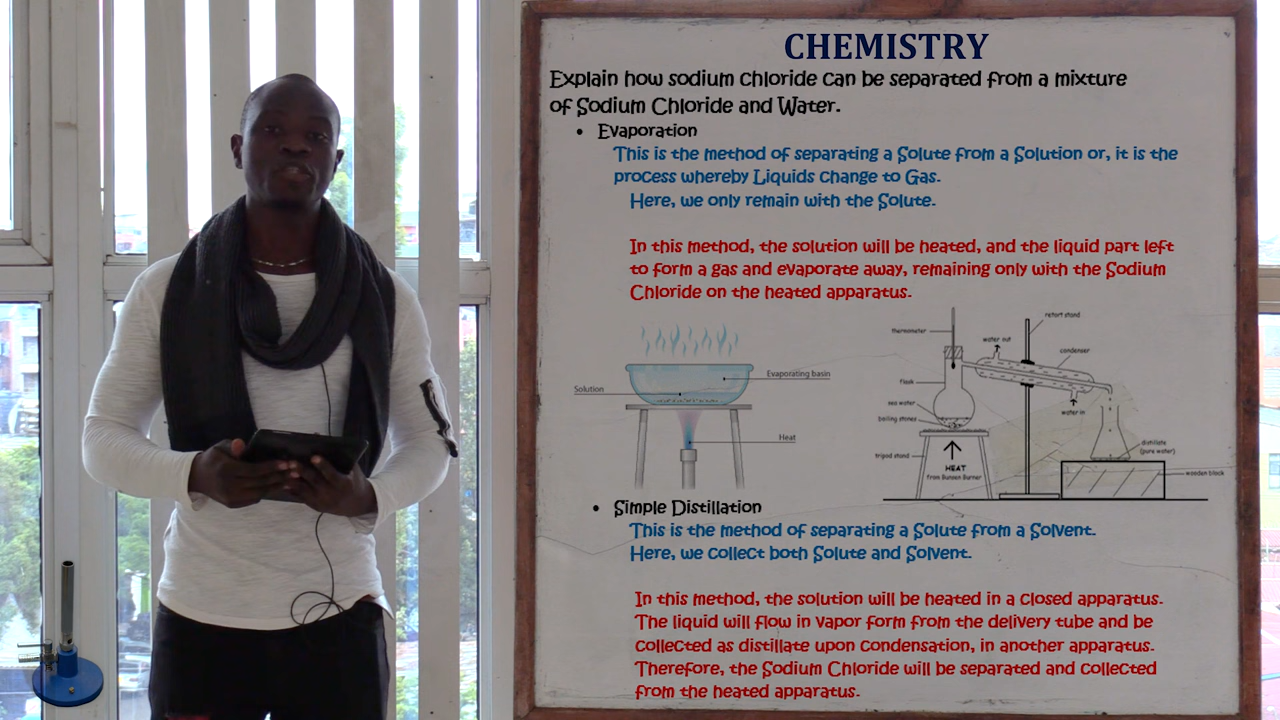 CHEMISTRY
Explain how sodium chloride can be separated from a mixture
of Sodium Chloride and Water.
• Evaporation
This is the method of separating a Solute from a Solution or, it is the
process whereby Liquids change to Gas.
Here, we only remain with the Solute.
In this method, the solution will be heated, and the liquid part left
to form a gas and evaporate away, remaining only with the Sodium
Chloride on the heated apparatus.
Solution
Evaporating basin
Heat
thermometer
retort stand
water out
condenser
flask
sea water
boiling stones
water in
tripod stand
HEAT
from Bunsen Burner
distillate
(pure water)
wooden block
• Simple Distillation
This is the method of separating a Solute from a Solvent.
Here, we collect both Solute and Solvent.
In this method, the solution will be heated in a closed apparatus.
The liquid will flow in vapor form from the delivery tube and be
collected as distillate upon condensation, in another apparatus.
Therefore, the Sodium Chloride will be separated and collected
from the heated apparatus.